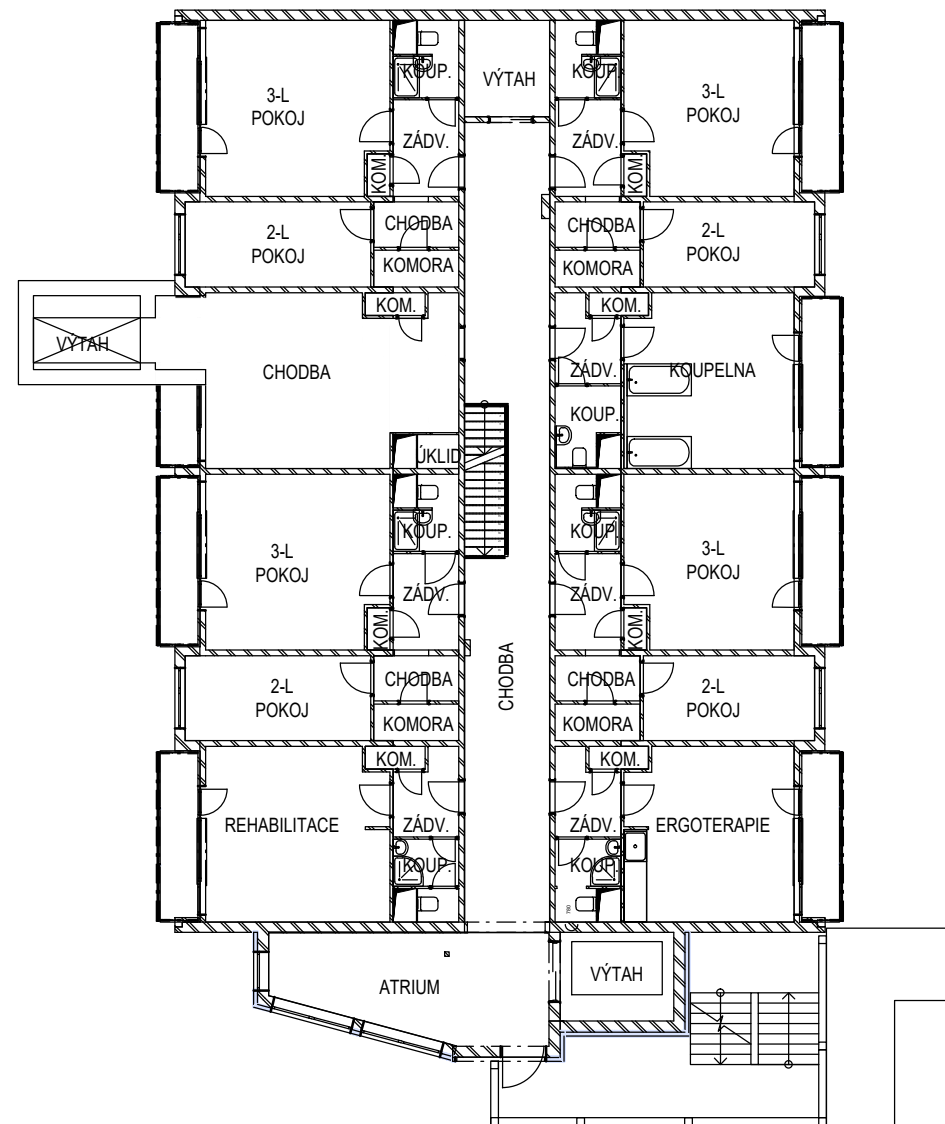 KOUP.
VÝTAH
KOUP
3-L
POKOJ
3-L
POKOJ
ZÁDV.
ZÁDV.
KOM.
KOM.
2-L
POKOJ
CHODBA
CHODBA
2-L
POKOJ
KOMORA
KOMORA
KOM.
KOM.
VÝTAH
CHODBA
ZÁDV.
KOUPELNA
KOUP.
ÚKLID
KOUP.
KOUP.
3-L
POKOJ
3-L
POKOJ
ZÁDV.
ZÁDV.
KOM.
KOM.
CHODBA
2-L
POKOJ
CHODBA
CHODBA
2-L
POKOJ
KOMORA
KOMORA
KOM.
KOM.
REHABILITACE
ZÁDV.
ZÁDV.
ERGOTERAPIE
KOUP.
KOUP.
780
ATRIUM
VÝTAH